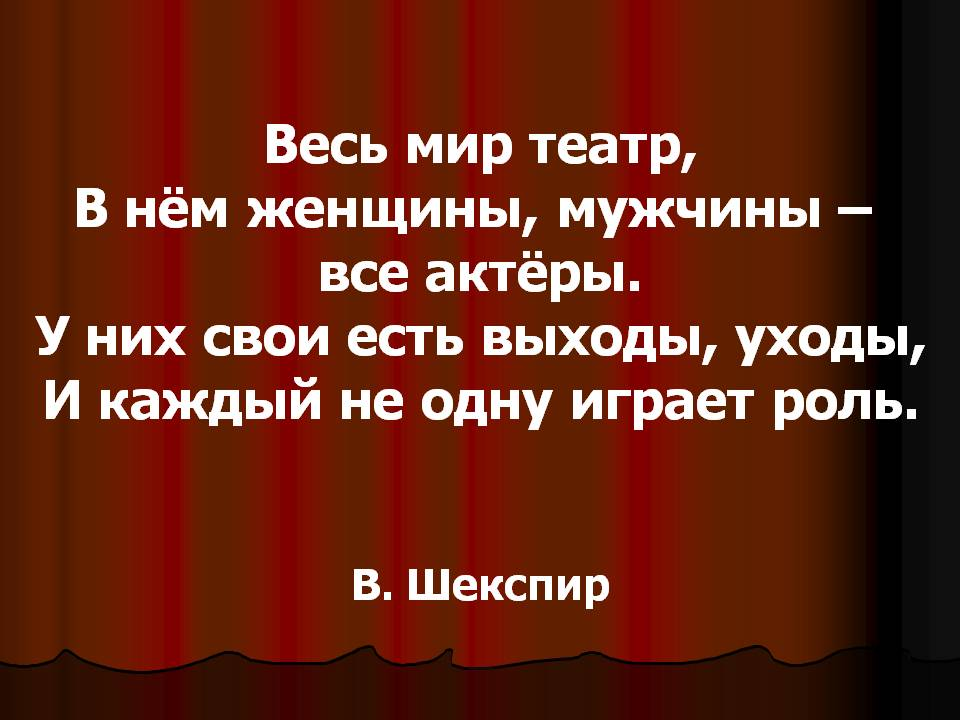 Весь мир театр,
В нём женщины, мужчины –
все актёры.
У них свои есть выходы, уходы,
И каждый не одну играет роль.
В. Шекспир